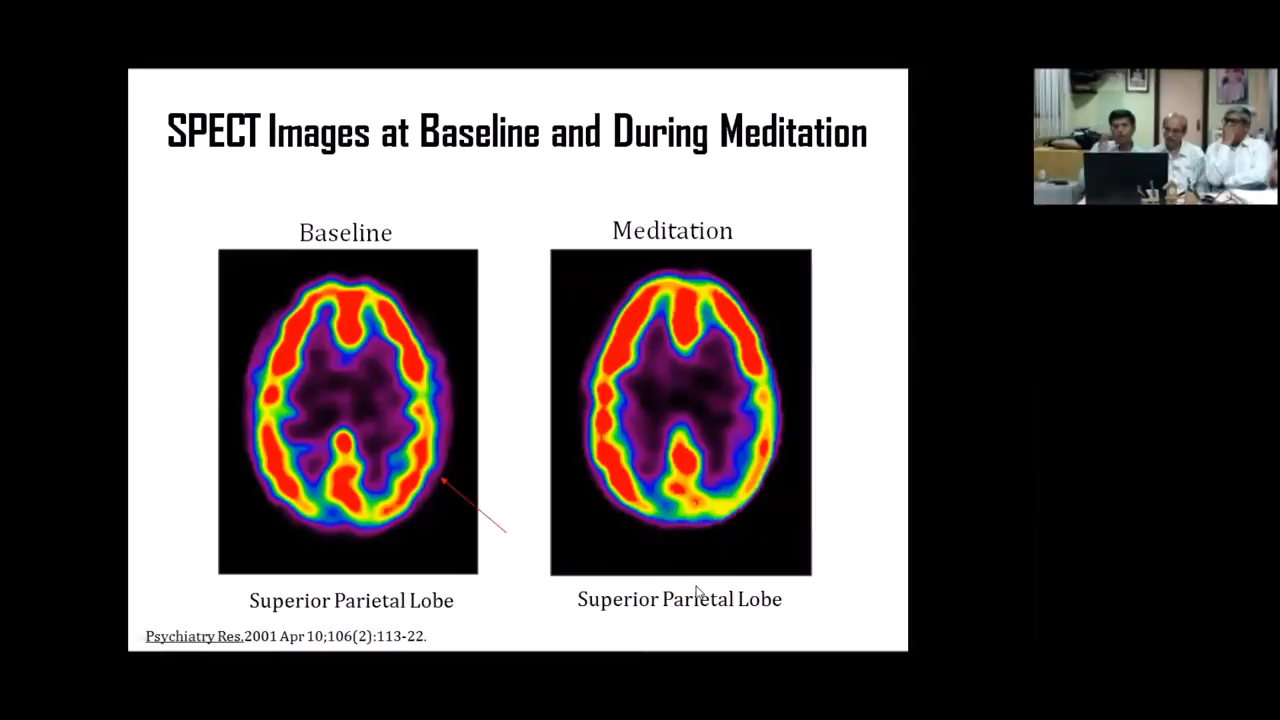 SPECT Images at Baseline and During Meditation
Baseline
Meditation
Superior Parietal Lobe
Superior Parietal Lobe
Psychiatry Res.2001 Apr 10;106(2):113-22.